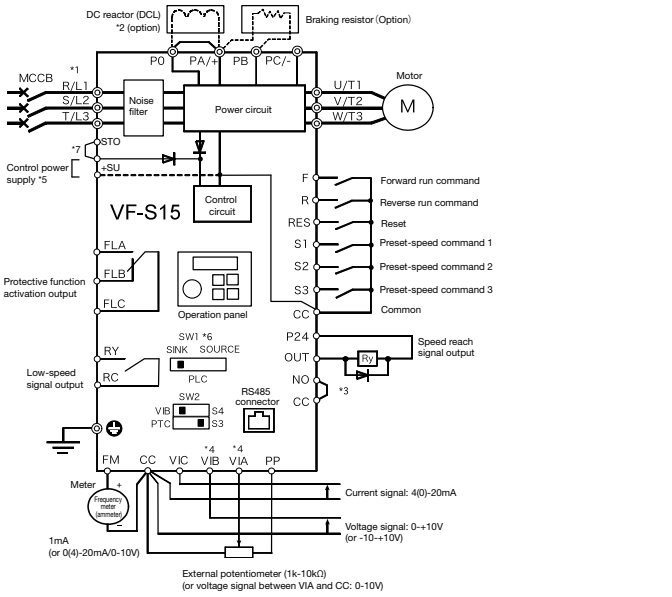 DC reactor (DCL)
*2 (option)
Braking resistor (Option)
P0 PA/+ PB PC/-
*1
MCCB
R/L1
S/L2
T/L3
Noise
filter
Power circuit
U/T1
V/T2
W/T3
Motor
M
STO
*7
+SU
Control power
supply *5
Control
circuit
VF-S15
F
Forward run command
R
Reverse run command
RES
Reset
S1
Preset-speed command 1
S2
Preset-speed command 2
S3
Preset-speed command 3
CC
Common
FLA
FLB
FLC
Protective function
activation output
Operation panel
P24
OUT
Ry
Speed reach
signal output
NO
*3
CC
SW1 *6
SINK SOURCE
PLC
RY
RC
Low-speed
signal output
SW2
VIB S4
PTC S3
RS485
connector
*4 *4
FM CC VIC VIB VIA PP
Meter
+
Frequency
meter
(ammeter)
−
Current signal: 4(0)-20mA
Voltage signal: 0-+10V
(or -10-+10V)
1mA
(or 0(4)-20mA/0-10V)
External potentiometer (1k-10kΩ)
(or voltage signal between VIA and CC: 0-10V)